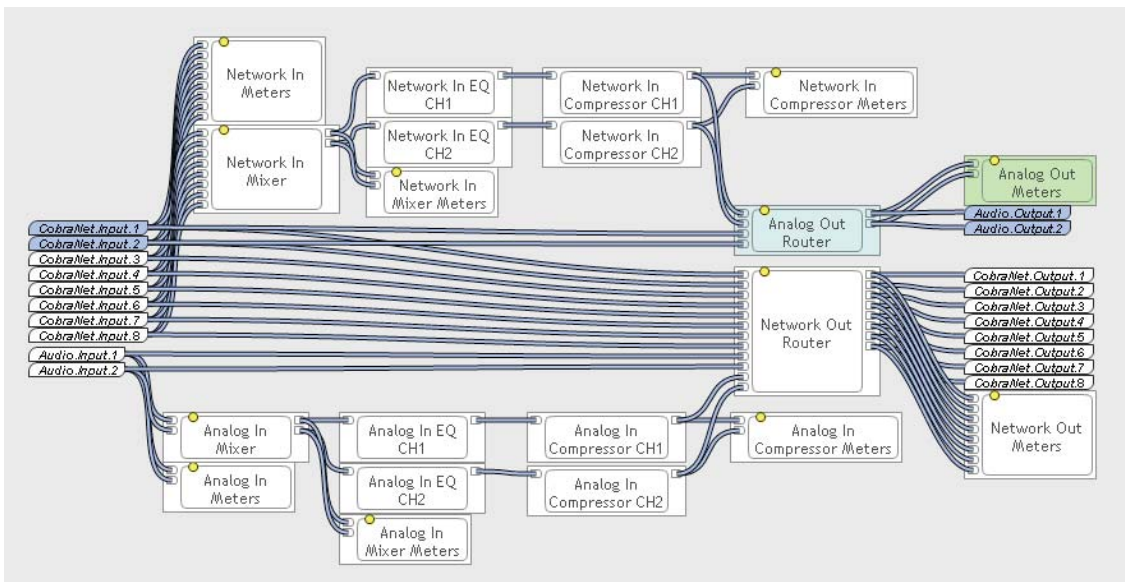 Network In
Meters
Network In
Mixer
Network In EQ
CH1
Network In EQ
CH2
Network In
Mixer Meters
Network In
Compressor CH1
Network In
Compressor CH2
Network In
Compressor Meters
Analog Out
Meters
Analog Out
Router
Audio.Output.1
Audio.Output.2
CobraNet.Input.1
CobraNet.Input.2
CobraNet.Input.3
CobraNet.Input.4
CobraNet.Input.5
CobraNet.Input.6
CobraNet.Input.7
CobraNet.Input.8
Audio.Input.1
Audio.Input.2
Network Out
Router
CobraNet.Output.1
CobraNet.Output.2
CobraNet.Output.3
CobraNet.Output.4
CobraNet.Output.5
CobraNet.Output.6
CobraNet.Output.7
CobraNet.Output.8
Network Out
Meters
Analog In
Mixer
Analog In
Meters
Analog In EQ
CH1
Analog In EQ
CH2
Analog In
Mixer Meters
Analog In
Compressor CH1
Analog In
Compressor CH2
Analog In
Compressor Meters